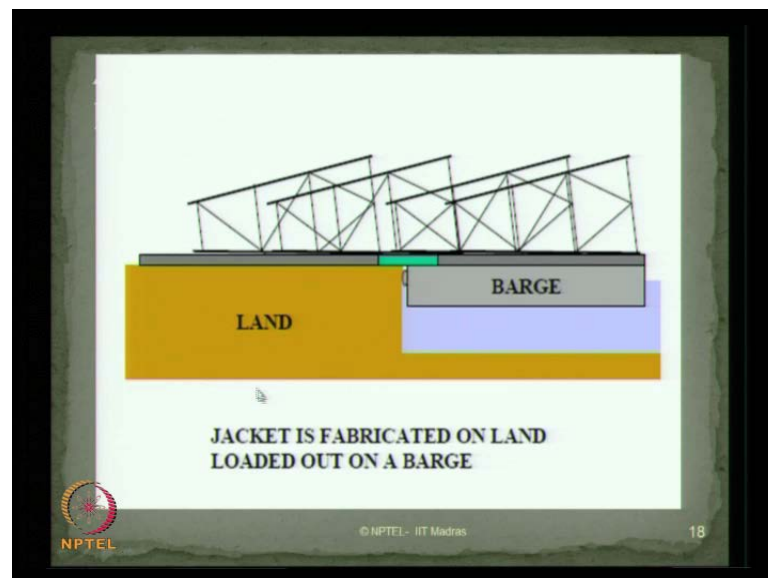 BARGE
LAND
JACKET IS FABRICATED ON LAND
LOADED OUT ON A BARGE
NPTEL
© NPTEL- IIT Madras
18